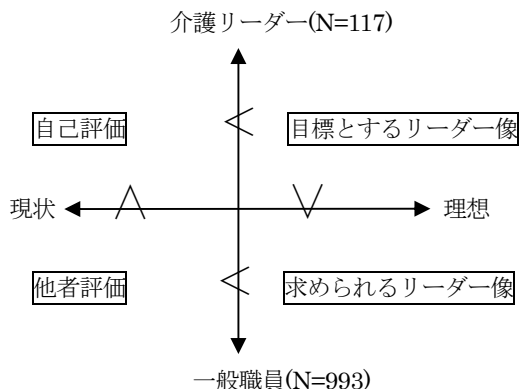 介護リーダー(N=117)
自己評価
目標とするリーダー像
現状
理想
他者評価
求められるリーダー像
一般職員(N=993)